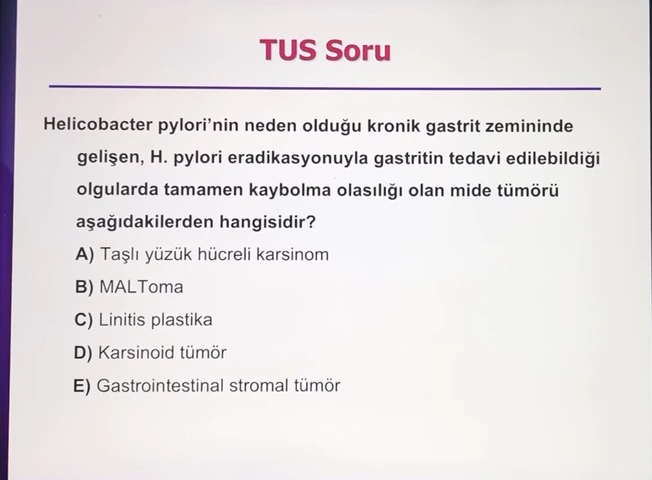 TUS Soru
Helicobacter pylori'nin neden olduğu kronik gastrit zemininde
gelişen, H. pylori eradikasyonuyla gastritin tedavi edilebildiği
olgularda tamamen kaybolma olasılığı olan mide tümörü
aşağıdakilerden hangisidir?
A) Taşlı yüzük hücreli karsinom
B) MALToma
C) Linitis plastika
D) Karsinoid tümör
E) Gastrointestinal stromal tümör